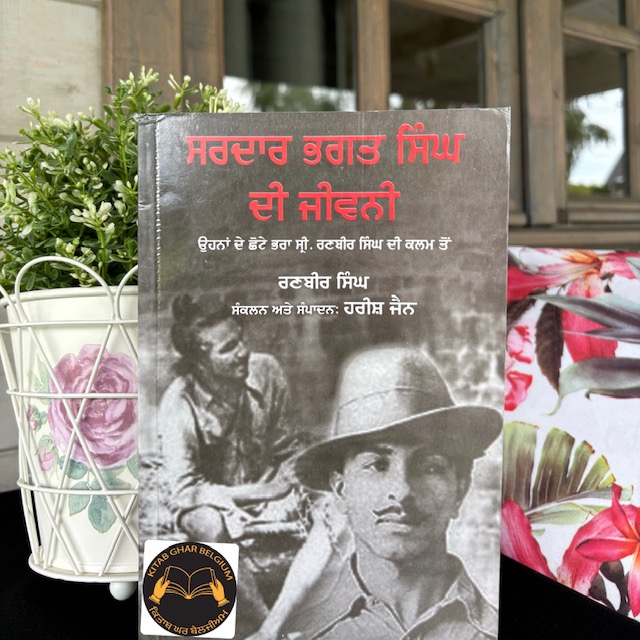 ਸਰਦਾਰ ਭਗਤ ਸਿੰਘ
ਦੀ ਜੀਵਨੀ
ਉਹਨਾਂ ਦੇ ਛੋਟੇ ਭਰਾ ਸ੍ਰੀ. ਰਣਬੀਰ ਸਿੰਘ ਦੀ ਕਲਮ ਤੋਂ
ਰਣਬੀਰ ਸਿੰਘ
ਸੰਕਲਨ ਅਤੇ ਸੰਪਾਦਨ: ਹਰੀਸ਼ ਜੈਨ
KITAB GHAR BELGIUM
ਕਿਤਾਬ ਘਰ ਬੈਲਜੀਅਮ